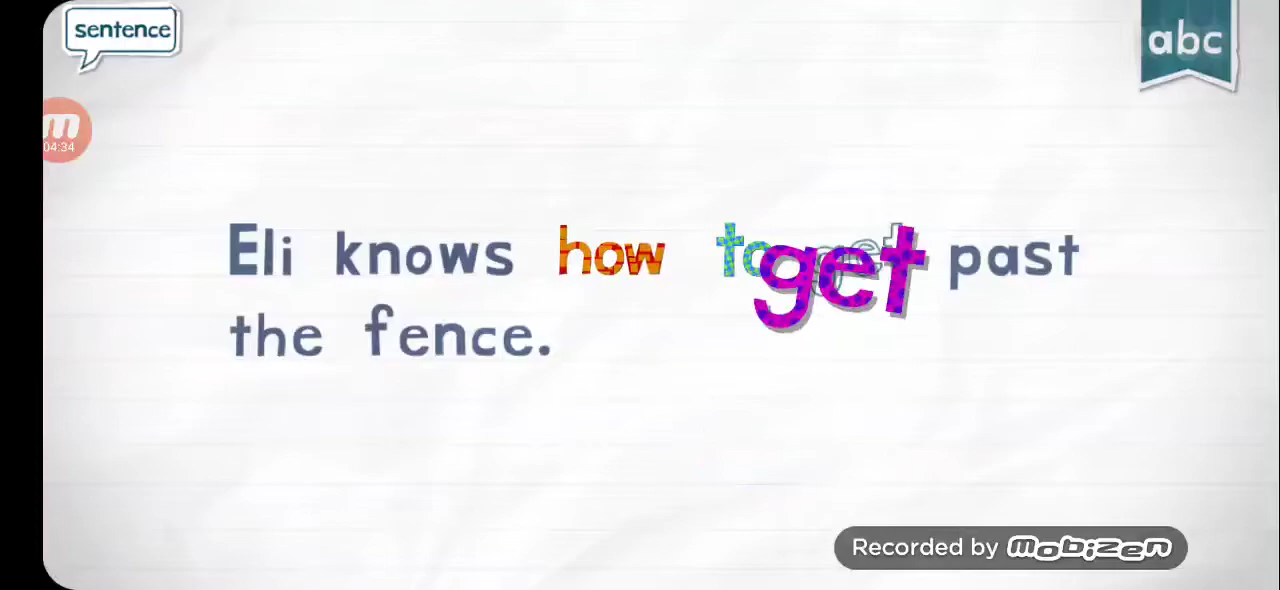 sentence
abc
04:34
Eli knows how to get past
the fence.
Recorded by mobizen